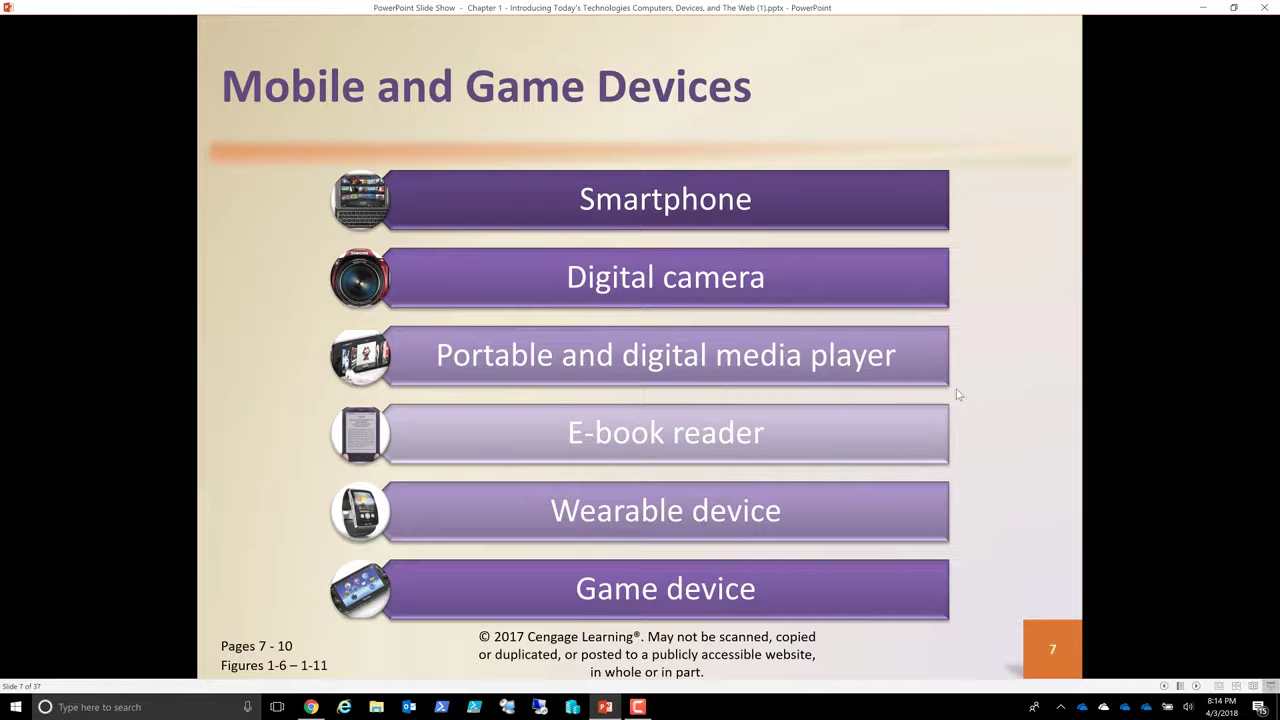 PowerPoint Slide Show - Chapter 1 - Introducing Today's Technologies Computers, Devices, and The Web (1).pptx - PowerPoint
Mobile and Game Devices
Smartphone
Digital camera
Portable and digital media player
E-book reader
Wearable device
Game device
Pages 7 - 10
Figures 1-6 – 1-11
© 2017 Cengage Learning®. May not be scanned, copied
or duplicated, or posted to a publicly accessible website,
in whole or in part.
7
Slide 7 of 37
Type here to search
8:14 PM
4/3/2018
15